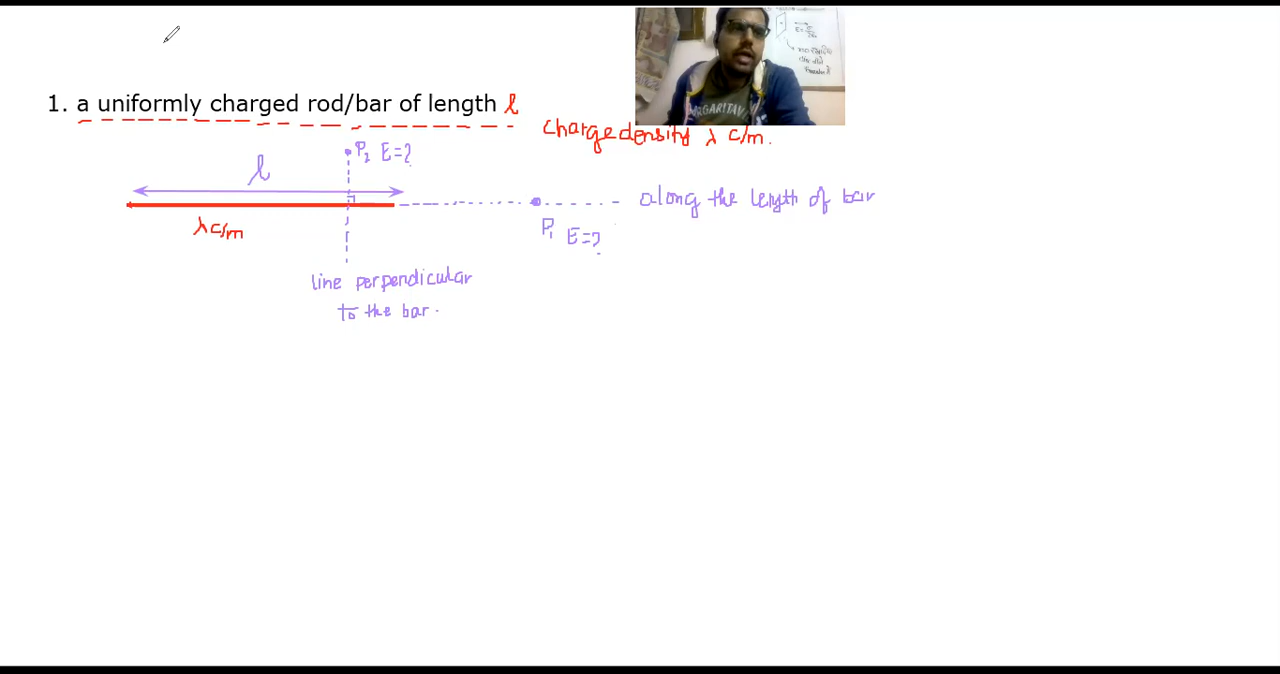 1. a uniformly charged rod/bar of length l
charge density λ c/m.
P₂ E=?
l
along the length of bar
λ c/m
P₁ E=?
line perpendicular
to the bar.